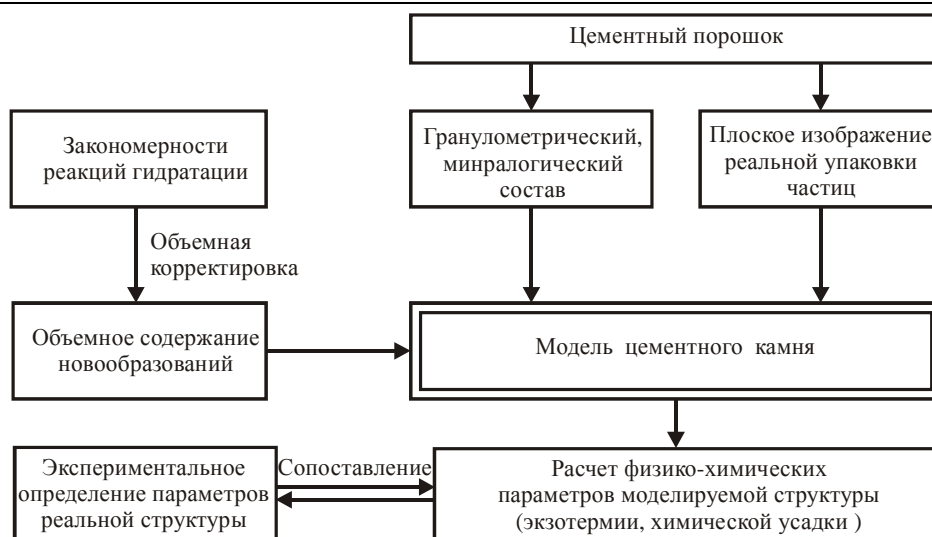 Цементный порошок
Закономерности
реакций гидратации
Гранулометрический,
минралогический
состав
Плоское изображение
реальной упаковки
частиц
Объемная
корректировка
Объемное содержание
новообразований
Модель цементного камня
Экспериментальное
определение параметров
реальной структуры
Сопоставление
Расчет физико-химических
параметров моделируемой структуры
(экзотермии, химической усадки )